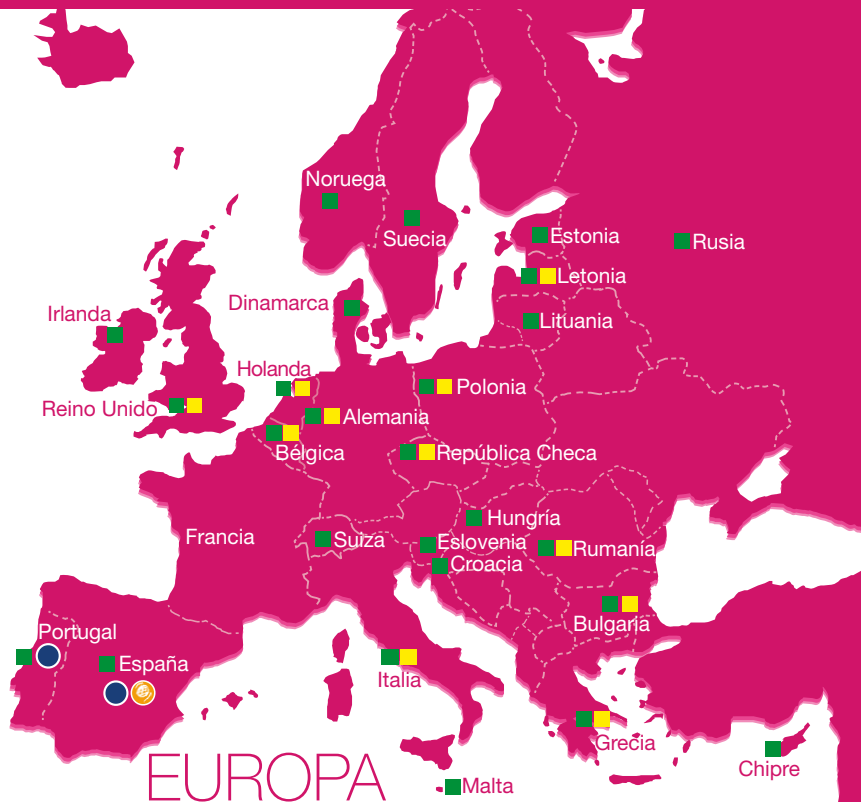 Noruega
Suecia
Estonia
Rusia
Letonia
Dinamarca
Irlanda
Lituania
Holanda
Polonia
Reino Unido
Alemania
Bélgica
República Checa
Hungría
Francia
Suiza
Eslovenia
Rumanía
Croacia
Bulgaria
Portugal
España
Italia
Grecia
Chipre
EUROPA
Malta